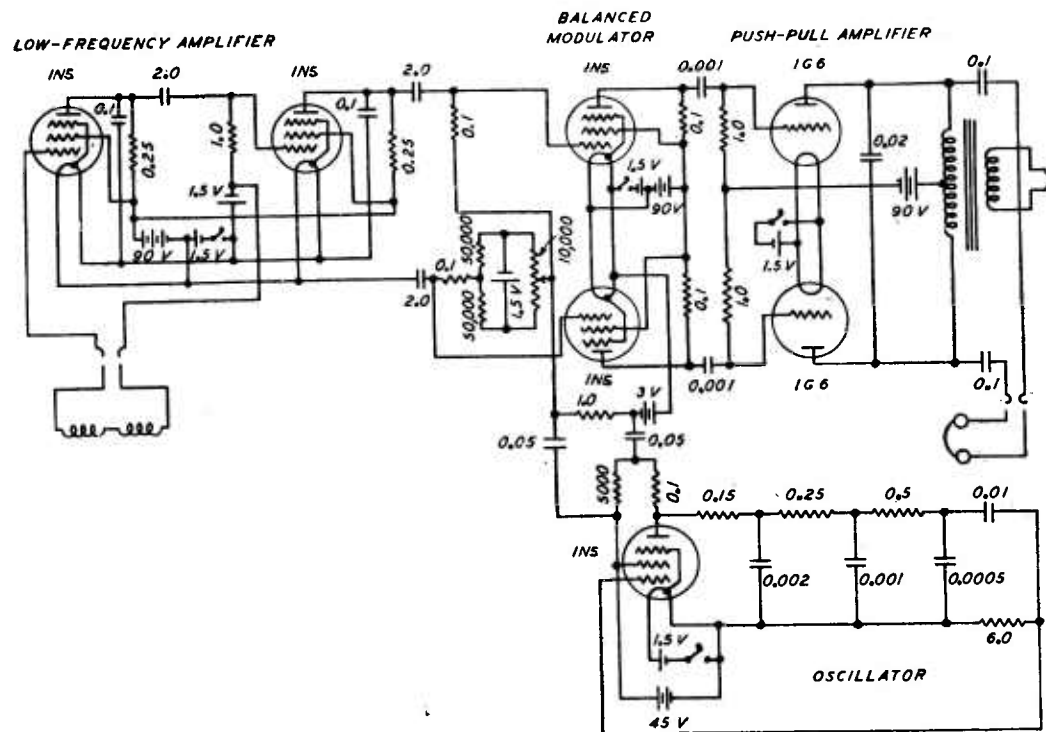 LOW-FREQUENCY AMPLIFIER
BALANCED
MODULATOR
PUSH-PULL AMPLIFIER
1N5
2.0
1N5
2.0
1N5
0.001
1G6
0.1
0.1
0.25
1.0
0.1
0.25
0.1
0.1
1.0
0.02
1.5 V
1.5 V
90V
90 V
90V
1.5V
2.0
0.1
50,000
50,000
1.5 V
10,000
0.1
1.0
1.5 V
1N5
0.001
1G6
0.1
1.0
3 V
0.05
0.05
5000
0.1
0.15
0.25
0.5
0.01
1N5
0.002
0.001
0.0005
6.0
1.5 V
OSCILLATOR
45 V